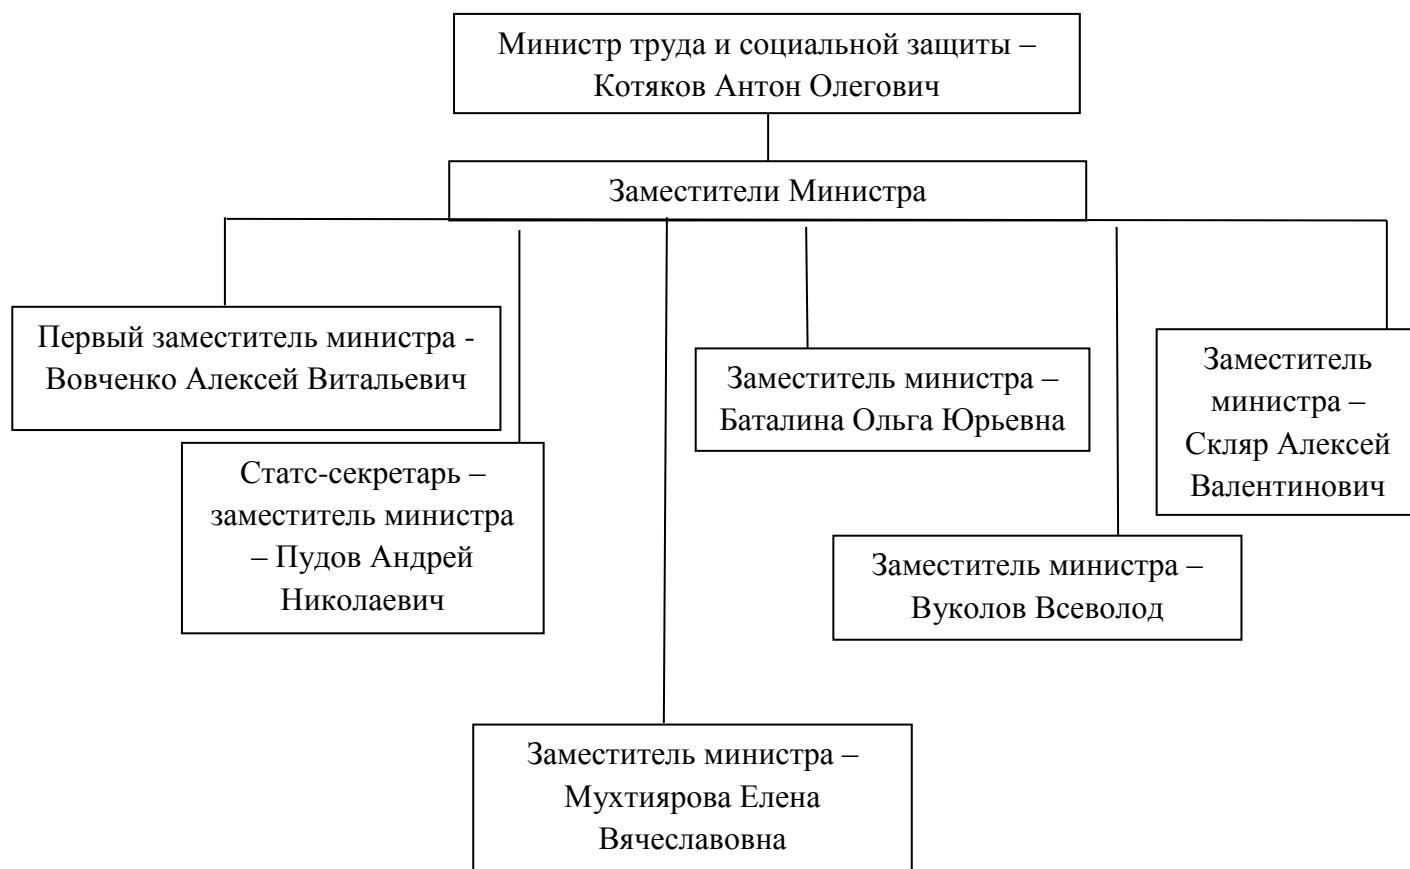 Министр труда и социальной защиты –
Котяков Антон Олегович
Заместители Министра
Первый заместитель министра -
Вовченко Алексей Витальевич
Статс-секретарь –
заместитель министра
– Пудов Андрей
Николаевич
Заместитель министра –
Мухтиярова Елена
Вячеславовна
Заместитель министра –
Баталина Ольга Юрьевна
Заместитель министра –
Вуколов Всеволод
Заместитель
министра –
Скляр Алексей
Валентинович